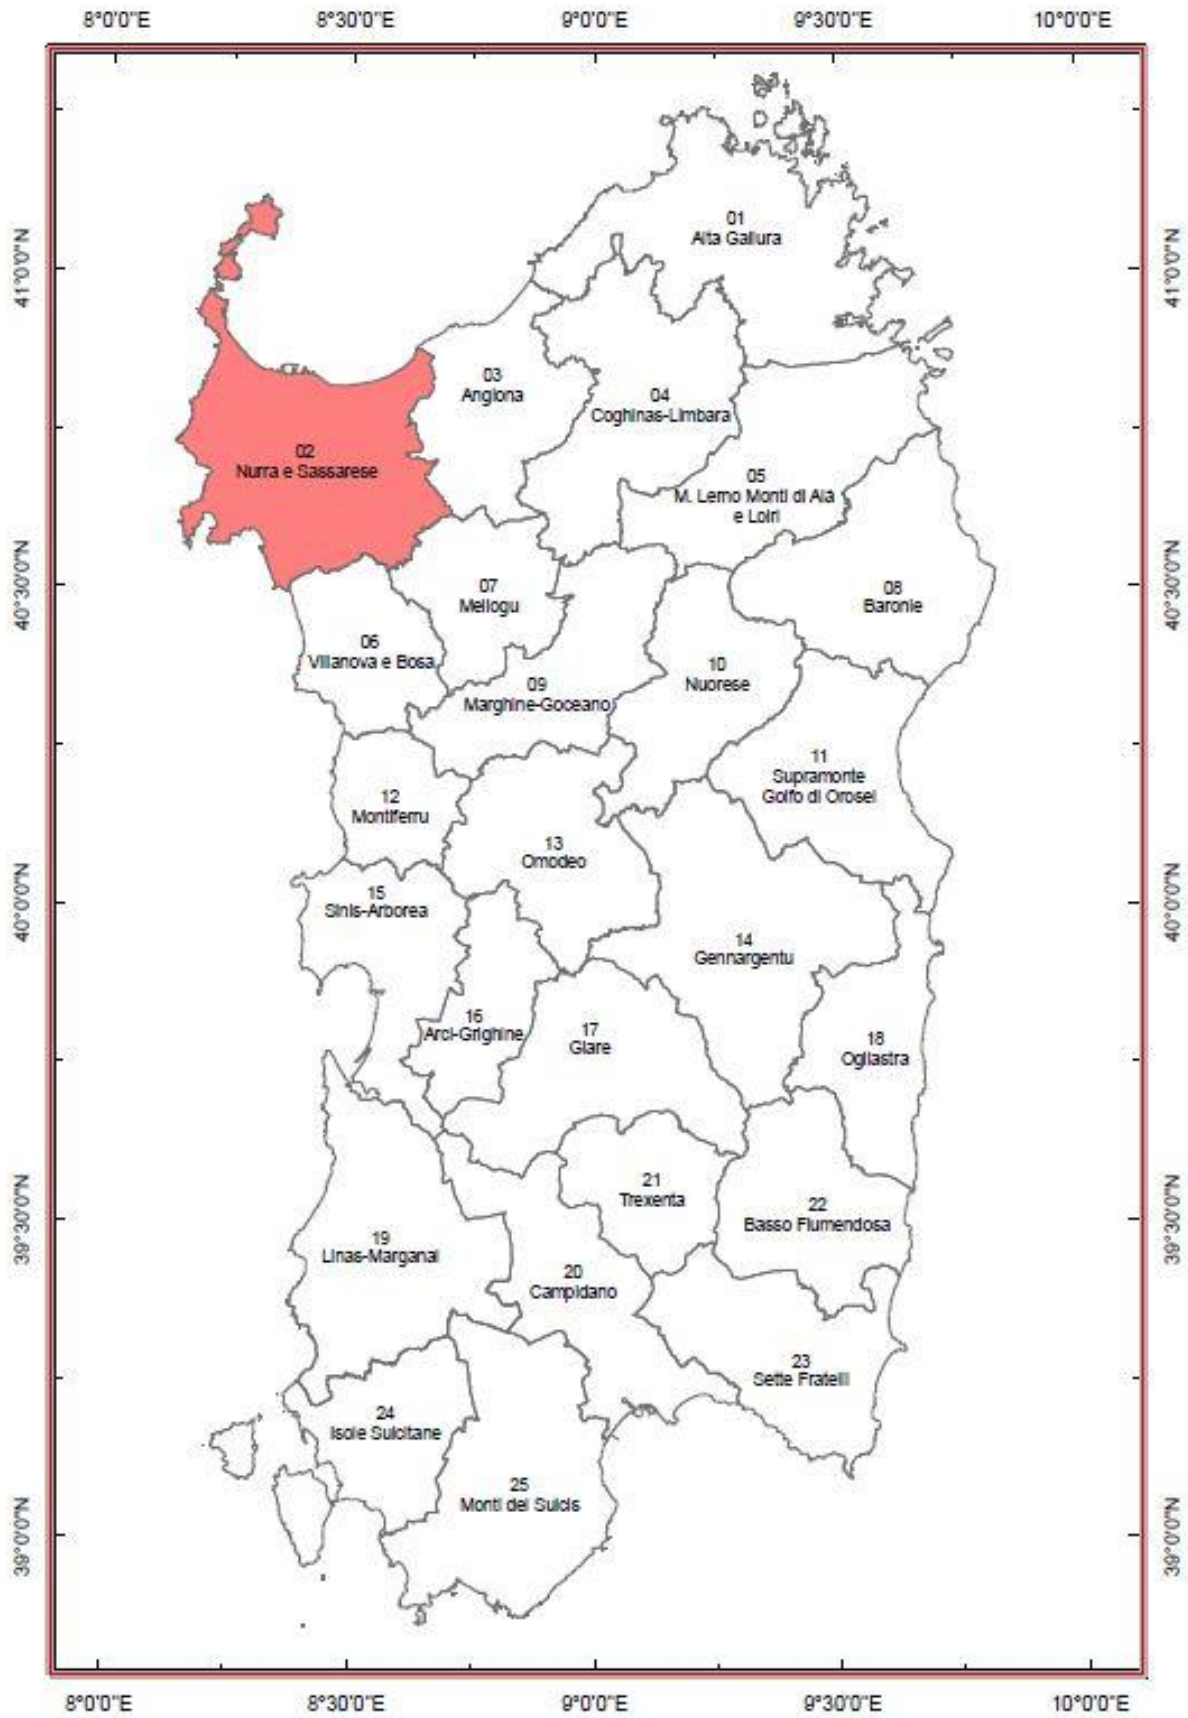 8°0'0"E 8°30'0"E 9°0'0"E 9°30'0"E 10°0'0"E
01
Alta Gallura
41°0'0"N
41°0'0"N
03
Anglona
04
Coghinas-Limbara
02
Nurra e Sassarese
05
M. Lerno Monti di Alà
e Loiri
40°30'0"N
40°30'0"N
07
Meilogu
08
Baronie
06
Villanova e Bosa
10
Nuorese
09
Marghine-Goceano
11
Supramonte
Golfo di Orosei
12
Montiferru
13
Omodeo
40°0'0"N
40°0'0"N
15
Sinis-Arborea
14
Gennargentu
16
Arci-Grighine
17
Giare
18
Ogliastra
21
Trexenta
22
Basso Flumendosa
39°30'0"N
39°30'0"N
19
Linas-Marganai
20
Campidano
23
Sette Fratelli
24
Isole Sulcitane
25
Monti del Sulcis
39°0'0"N
39°0'0"N
8°0'0"E 8°30'0"E 9°0'0"E 9°30'0"E 10°0'0"E